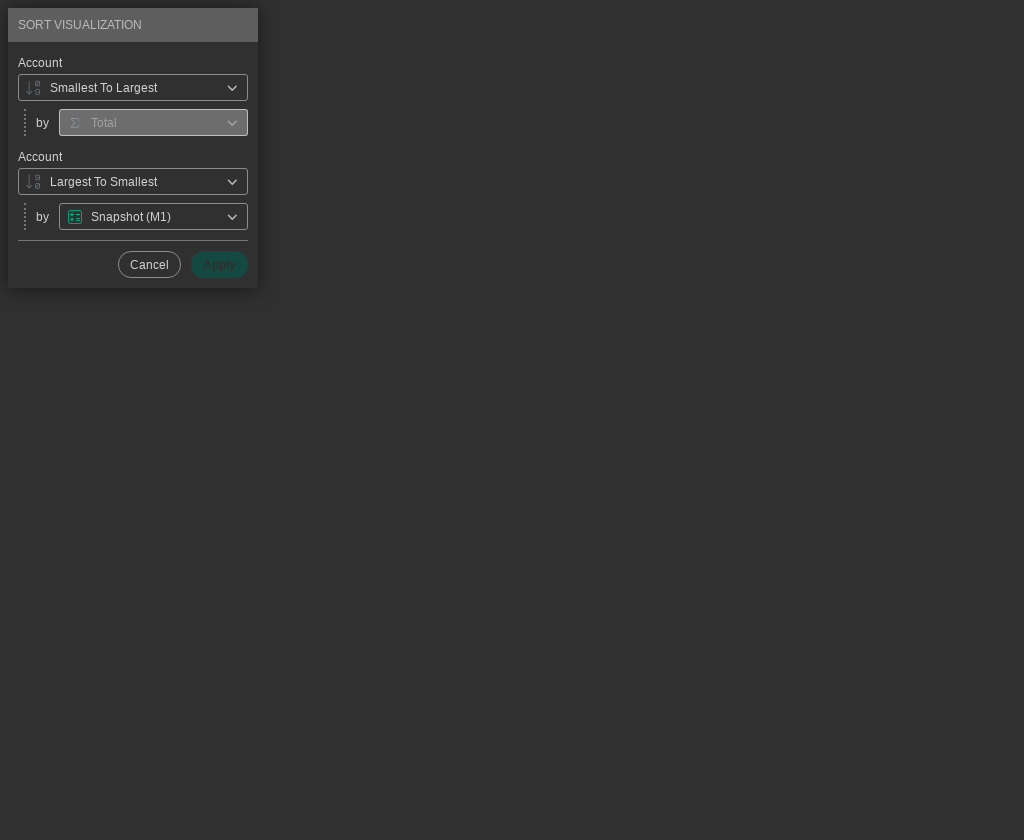 SORT VISUALIZATION
Account
Smallest To Largest
by Total
Account
Largest To Smallest
by Snapshot (M1)
Cancel Apply